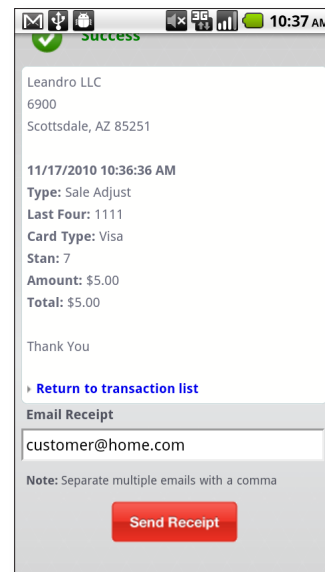 3G 10:37 AM
Success
Leandro LLC
6900
Scottsdale, AZ 85251
11/17/2010 10:36:36 AM
Type: Sale Adjust
Last Four: 1111
Card Type: Visa
Stan: 7
Amount: $5.00
Total: $5.00
Thank You
Return to transaction list
Email Receipt
customer@home.com
Note: Separate multiple emails with a comma
Send Receipt